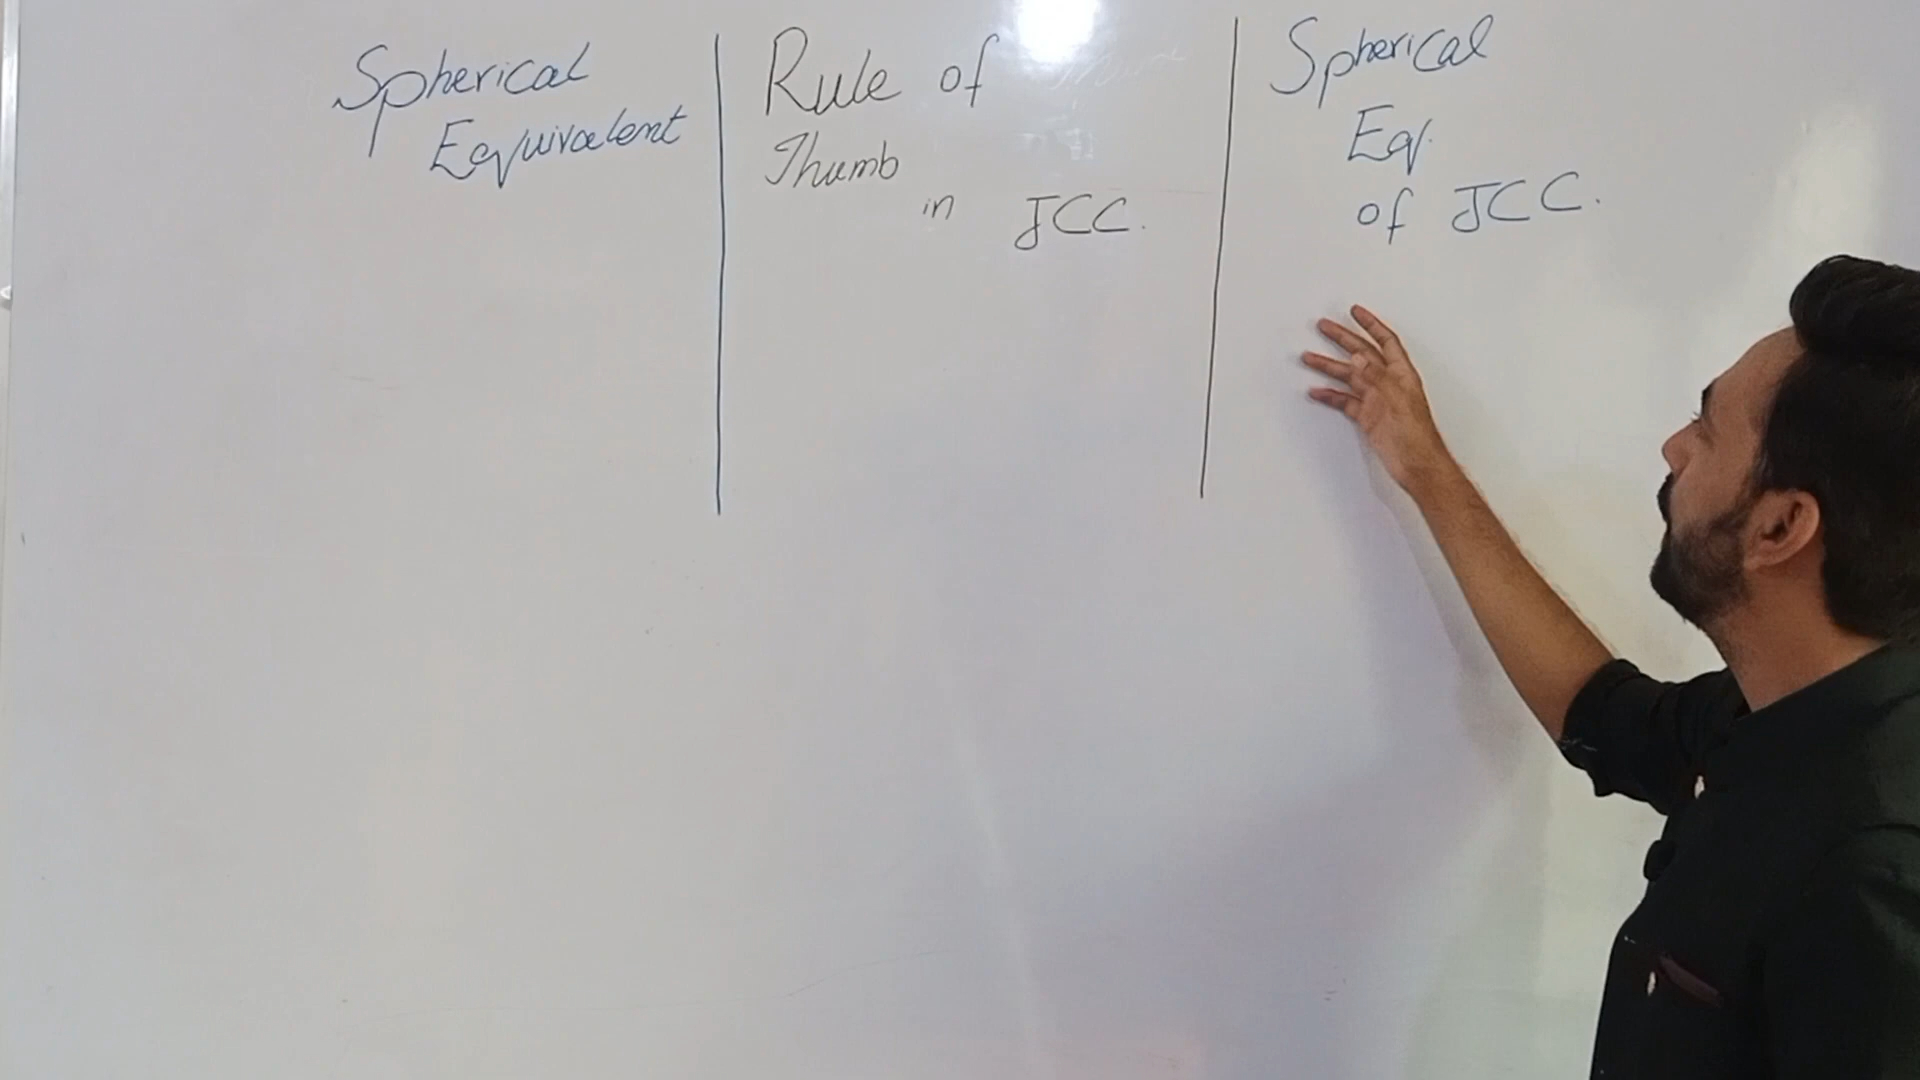 Spherical
Equivalent
Rule of
Thumb
in JCC.
Spherical
Eq.
of JCC.